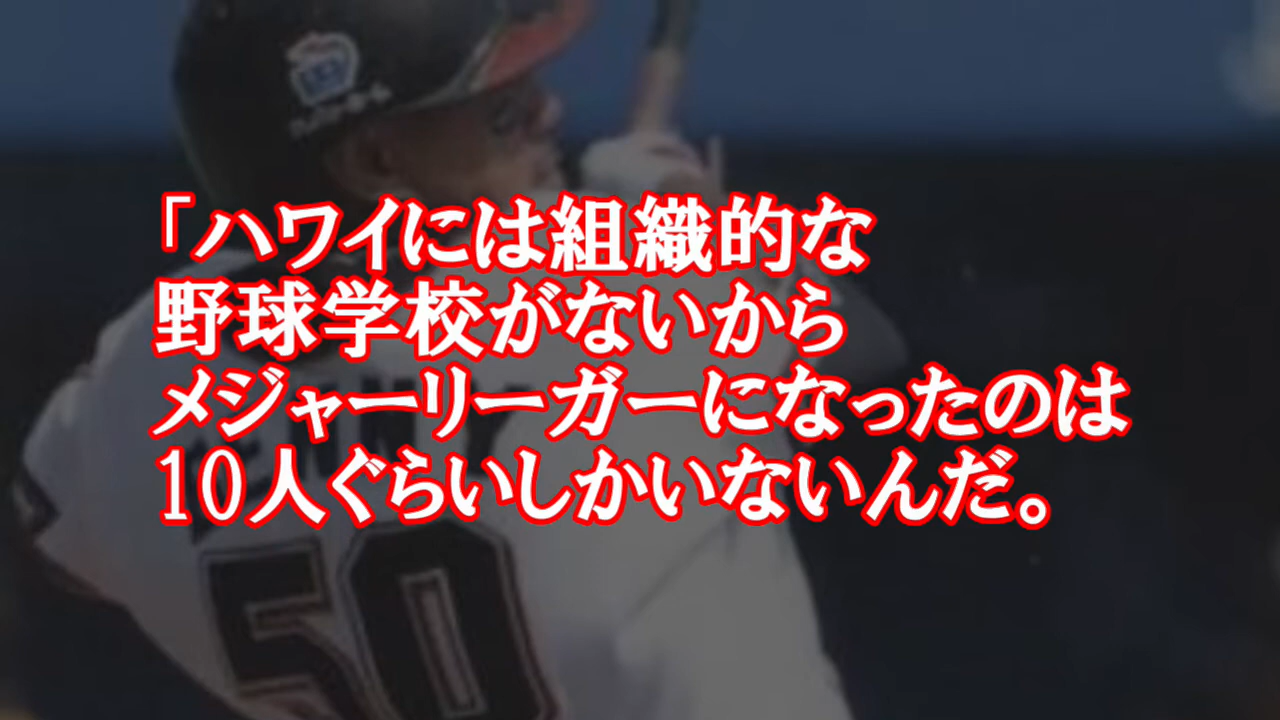 「ハワイには組織的な
野球学校がないから
メジャーリーガーになったのは
10人ぐらいしかいないんだ。
50